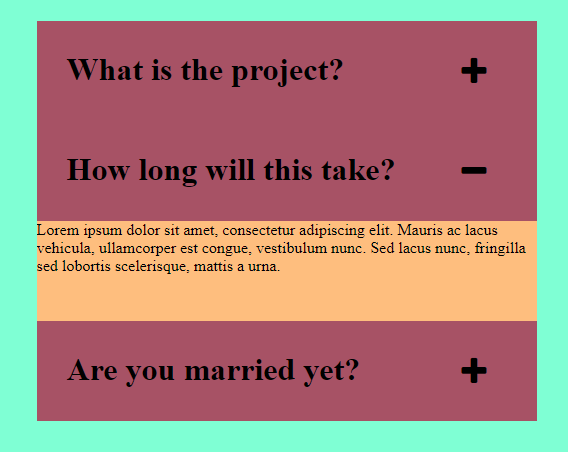 What is the project?
How long will this take?
Lorem ipsum dolor sit amet, consectetur adipiscing elit. Mauris ac lacus
vehicula, ullamcorper est congue, vestibulum nunc. Sed lacus nunc, fringilla
sed lobortis scelerisque, mattis a urna.
Are you married yet?